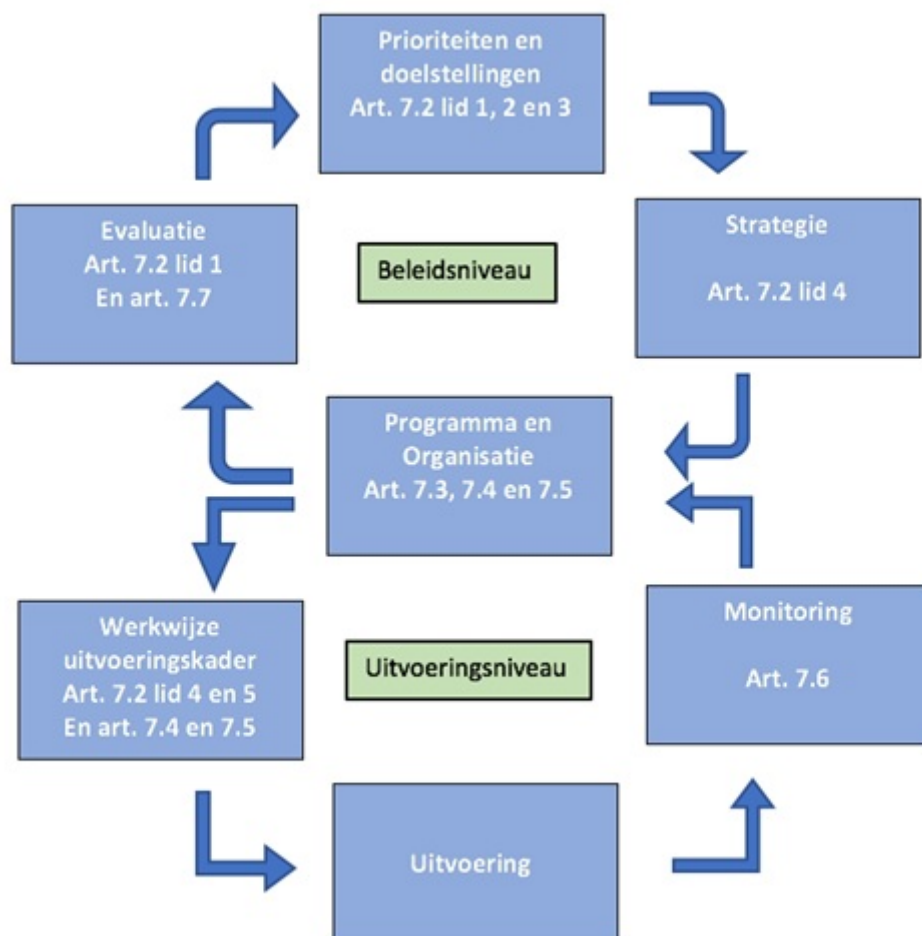 Prioriteiten en
doelstellingen
Art. 7.2 lid 1, 2 en 3
Evaluatie
Art. 7.2 lid 1
En art. 7.7
Beleidsniveau
Strategie
Art. 7.2 lid 4
Programma en
Organisatie
Art. 7.3, 7.4 en 7.5
Werkwijze
uitvoeringskader
Art. 7.2 lid 4 en 5
En art. 7.4 en 7.5
Uitvoeringsniveau
Monitoring
Art. 7.6
Uitvoering